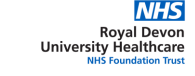 NHS
Royal Devon
University Healthcare
NHS Foundation Trust